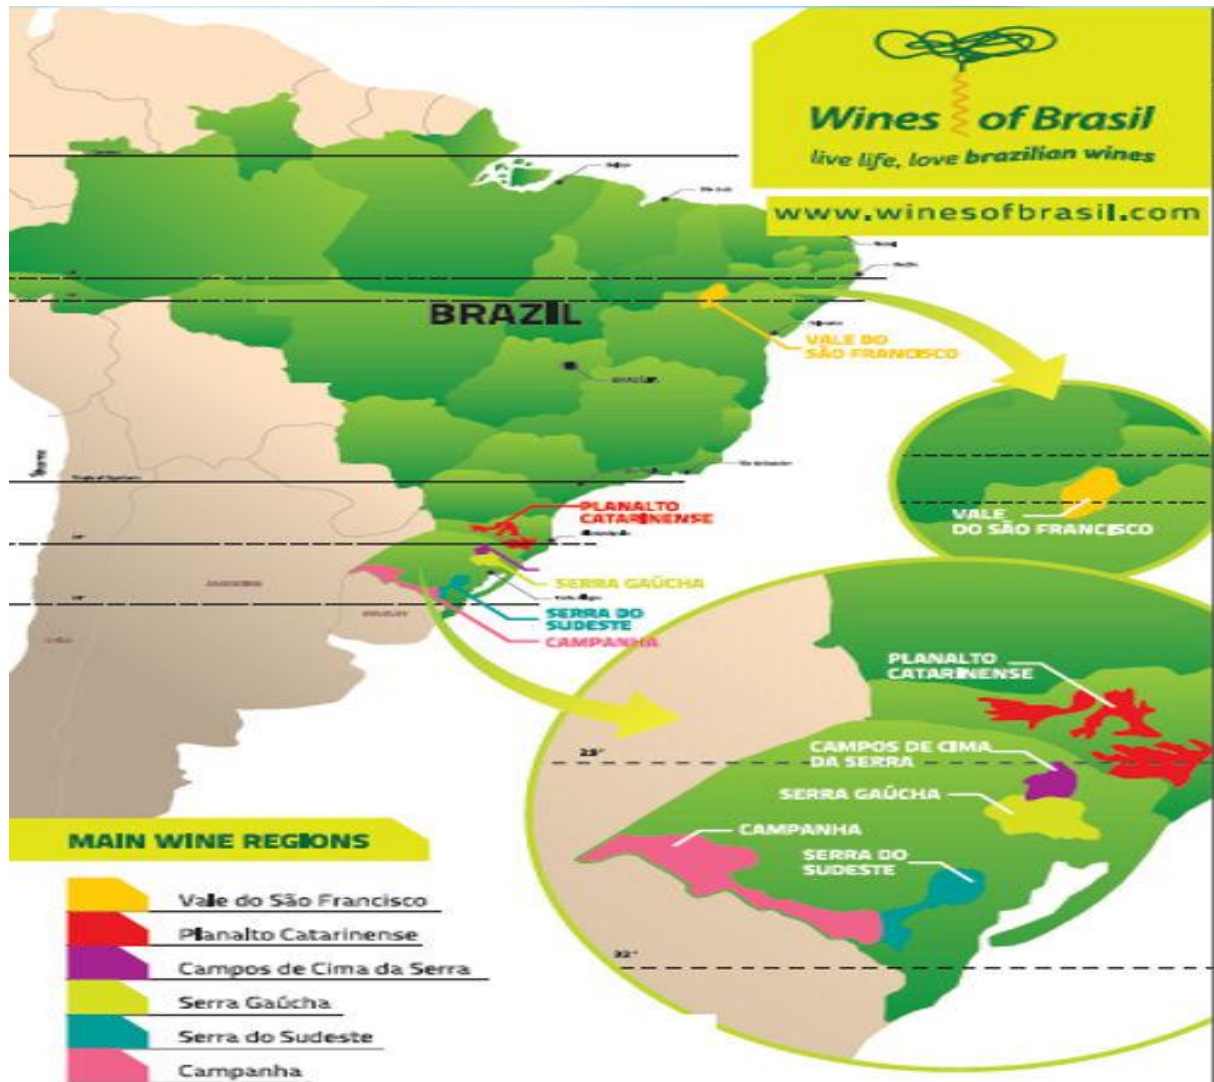 Wines of Brasil
live life, love brazilian wines
www.winesofbrasil.com
BRAZIL
VALE DO
SÃO FRANCISCO
VALE
DO SÃO FRANCISCO
PLANALTO
CATARINENSE
SERRA GAÚCHA
SERRA DO
SUDESTE
CAMPANHA
PLANALTO
CATARINENSE
CAMPOS DE CIMA
DA SERRA
SERRA GAÚCHA
CAMPANHA
SERRA DO
SUDESTE
MAIN WINE REGIONS
Vale do São Francisco
Planalto Catarinense
Campos de Cima da Serra
Serra Gaúcha
Serra do Sudeste
Campanha